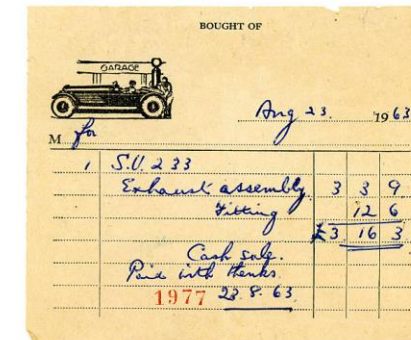 BOUGHT OF
GARAGE
Aug 23. 1963
M for
1 S.V. 233
Exhaust assembly 3 3 9
Fitting 12 6
£3 16 3
Cash sale.
Paid with thanks.
1977 23.8.63